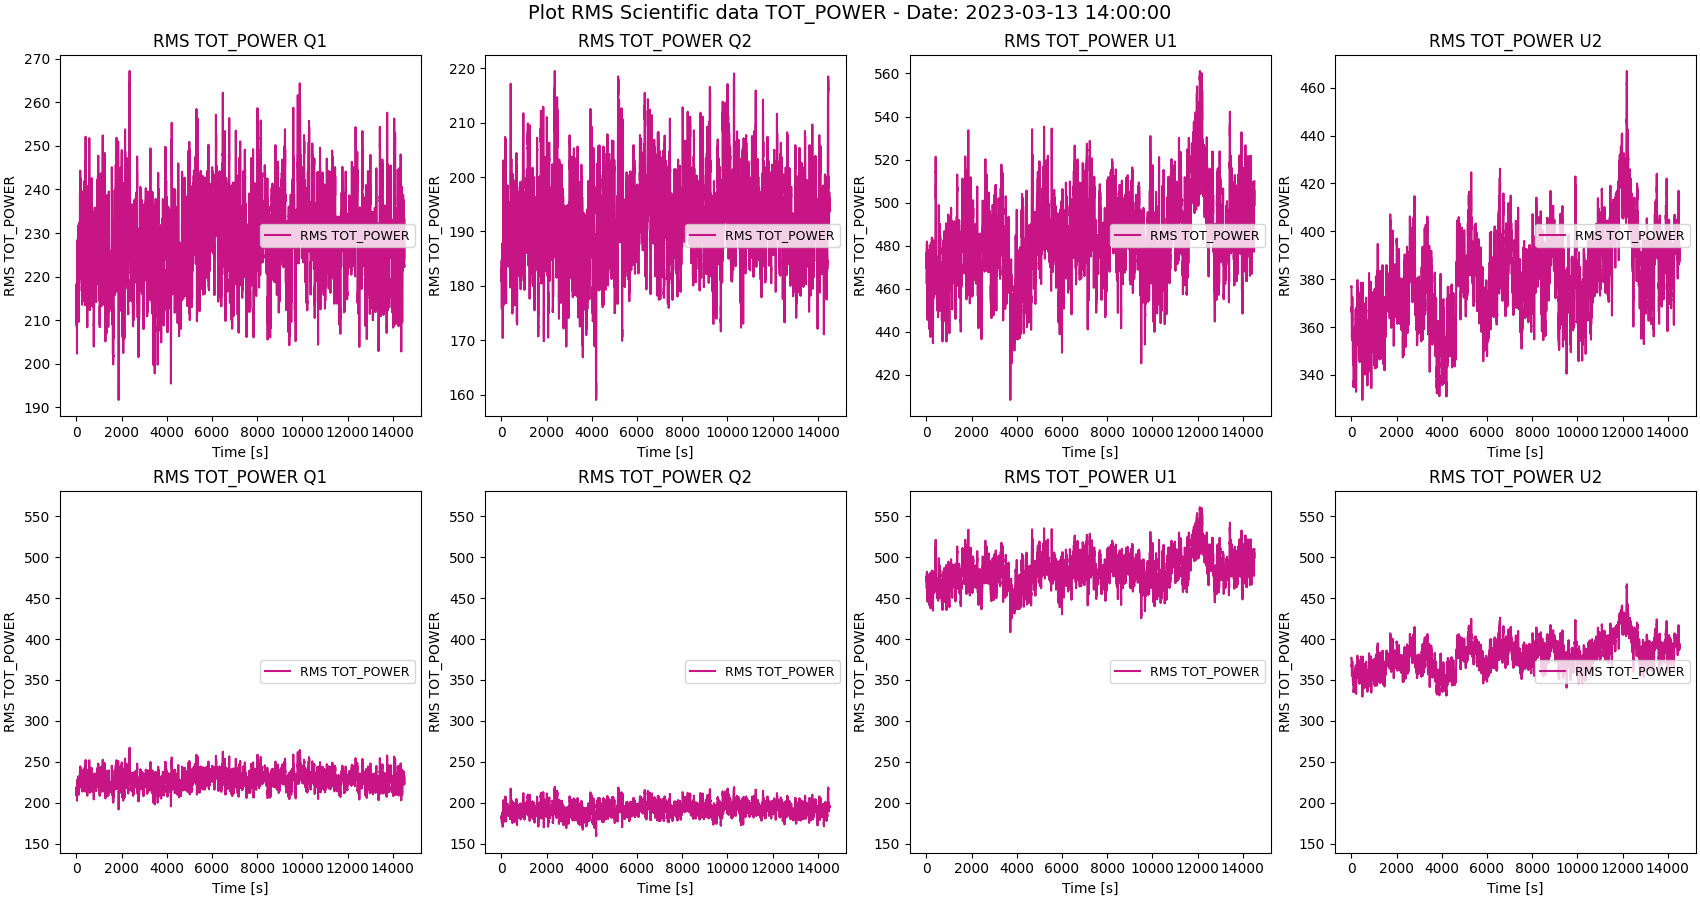 Plot RMS Scientific data TOT_POWER - Date: 2023-03-13 14:00:00
RMS TOT_POWER Q1
RMS TOT_POWER
270
260
250
240
230
220
210
200
190
RMS TOT_POWER
0 2000 4000 6000 8000 10000 12000 14000
Time [s]
RMS TOT_POWER Q2
RMS TOT_POWER
220
210
200
190
180
170
160
RMS TOT_POWER
0 2000 4000 6000 8000 10000 12000 14000
Time [s]
RMS TOT_POWER U1
RMS TOT_POWER
560
540
520
500
480
460
440
420
RMS TOT_POWER
0 2000 4000 6000 8000 10000 12000 14000
Time [s]
RMS TOT_POWER U2
RMS TOT_POWER
460
440
420
400
380
360
340
RMS TOT_POWER
0 2000 4000 6000 8000 10000 12000 14000
Time [s]
RMS TOT_POWER Q1
RMS TOT_POWER
550
500
450
400
350
300
250
200
150
RMS TOT_POWER
0 2000 4000 6000 8000 10000 12000 14000
Time [s]
RMS TOT_POWER Q2
RMS TOT_POWER
550
500
450
400
350
300
250
200
150
RMS TOT_POWER
0 2000 4000 6000 8000 10000 12000 14000
Time [s]
RMS TOT_POWER U1
RMS TOT_POWER
550
500
450
400
350
300
250
200
150
RMS TOT_POWER
0 2000 4000 6000 8000 10000 12000 14000
Time [s]
RMS TOT_POWER U2
RMS TOT_POWER
550
500
450
400
350
300
250
200
150
RMS TOT_POWER
0 2000 4000 6000 8000 10000 12000 14000
Time [s]